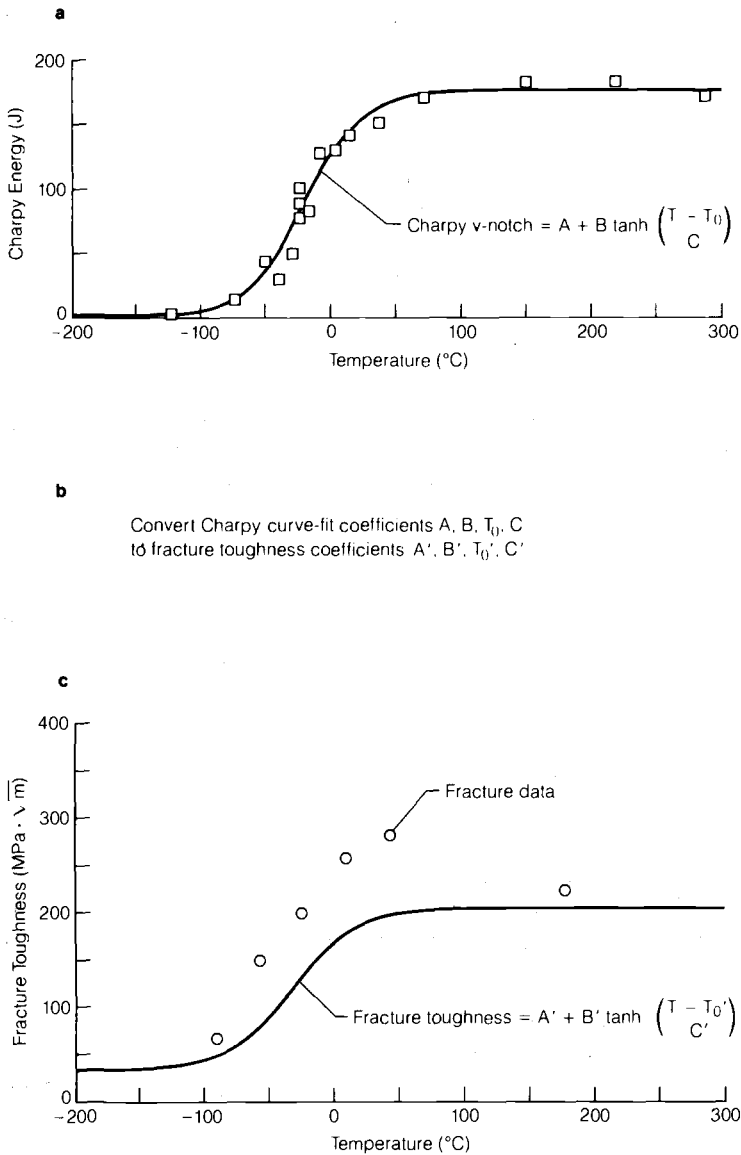 a
200
100
0
Charpy Energy (J)
Charpy v-notch = A + B tanh (T - T₀ / C)
-200 -100 0 100 200 300
Temperature (°C)
b
Convert Charpy curve-fit coefficients A, B, T₀, C
to fracture toughness coefficients A′, B′, T₀′, C′
c
400
300
200
100
0
Fracture Toughness (MPa · √m)
Fracture data
Fracture toughness = A′ + B′ tanh (T - T₀′ / C′)
-200 -100 0 100 200 300
Temperature (°C)